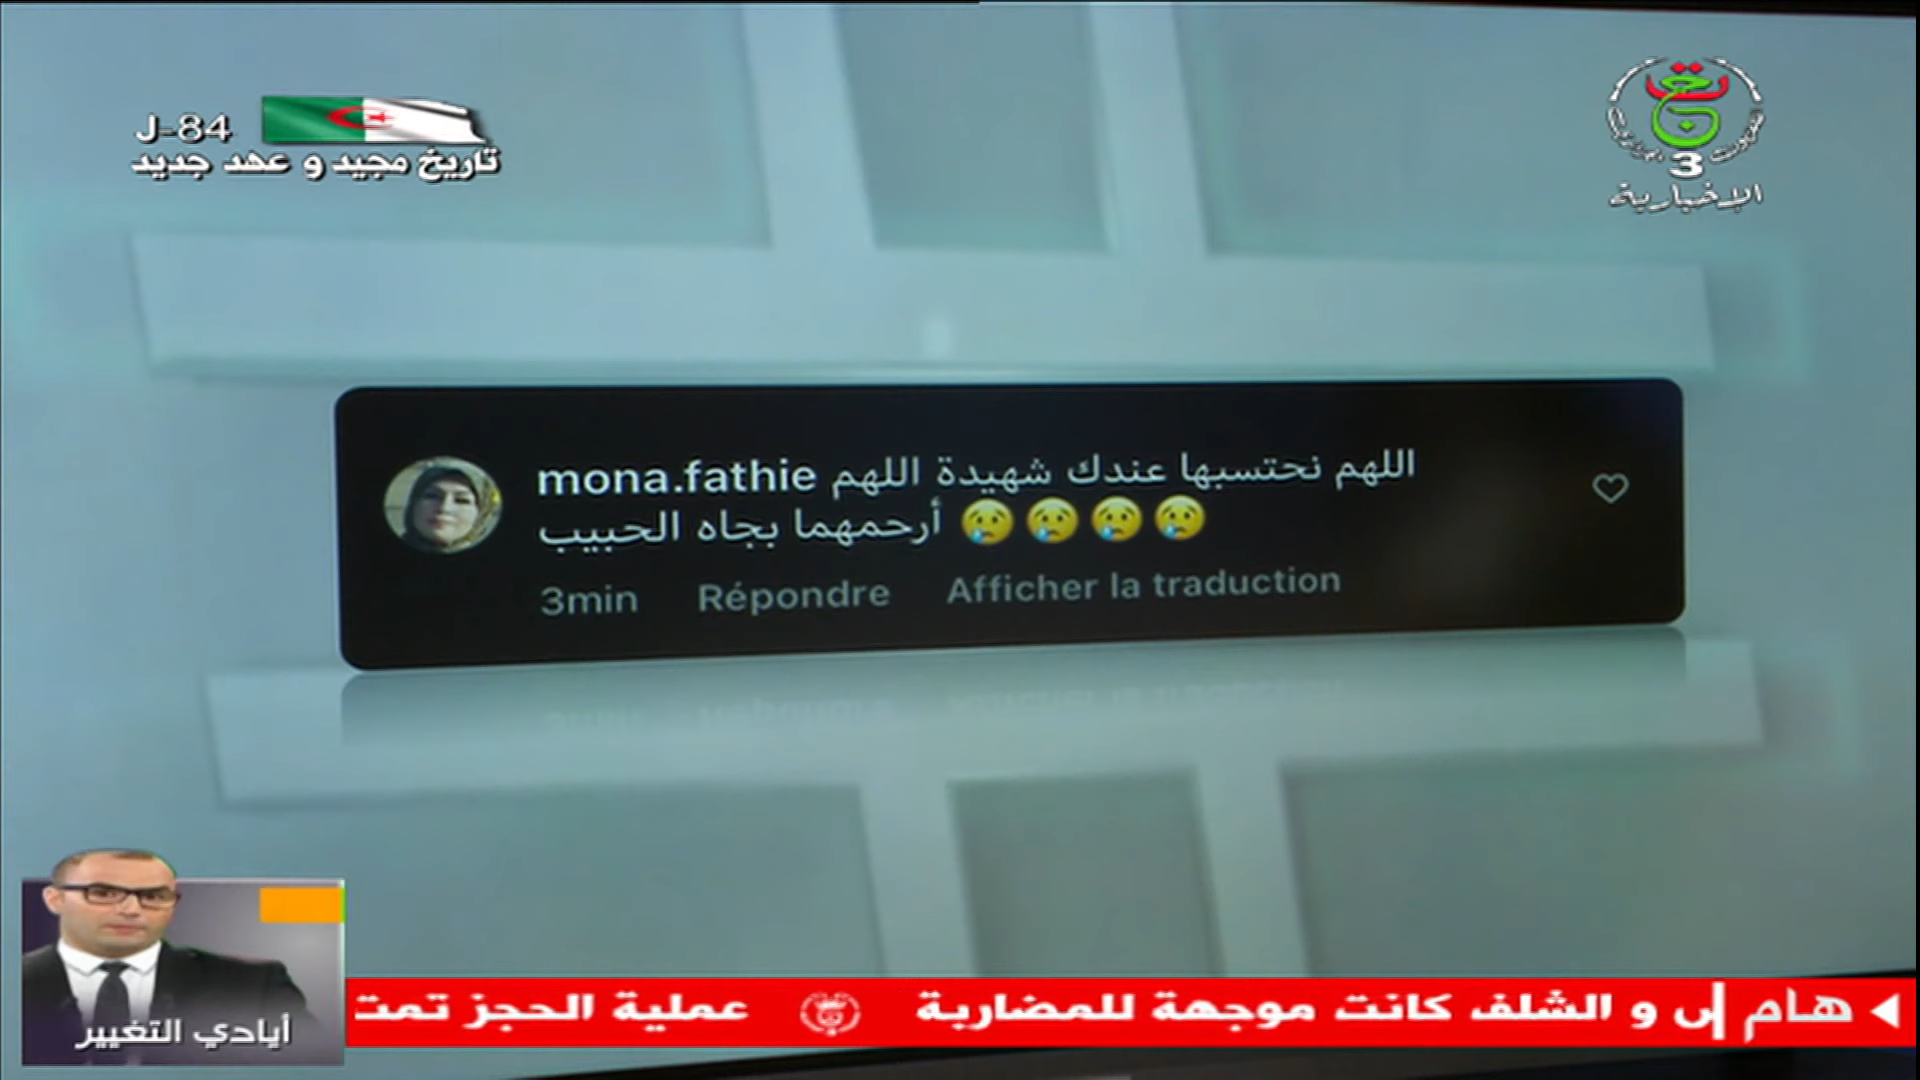 J-84
تاريخ مجيد و عهد جديد
3
الإخبارية
mona.fathie اللهم نحتسبها عندك شهيدة اللهم
أرحمهما بجاه الحبيب 😢😢😢😢
3min Répondre Afficher la traduction
هام
و الشلف كانت موجهة للمضاربة عملية الحجز تمت
أيادي التغيير